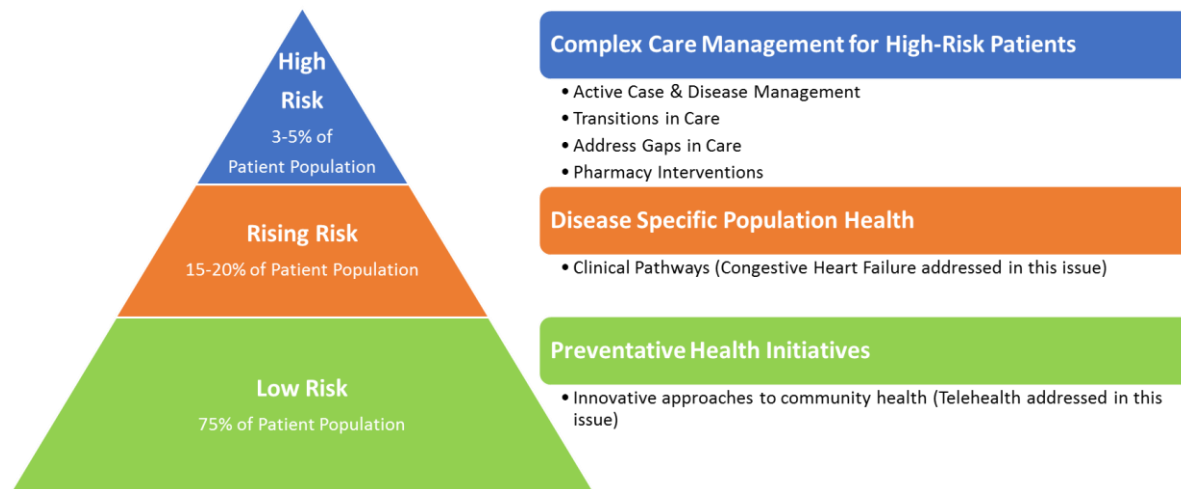 High
Risk
3-5% of
Patient Population
Complex Care Management for High-Risk Patients
• Active Case & Disease Management
• Transitions in Care
• Address Gaps in Care
• Pharmacy Interventions
Rising Risk
15-20% of Patient Population
Disease Specific Population Health
• Clinical Pathways (Congestive Heart Failure addressed in this issue)
Low Risk
75% of Patient Population
Preventative Health Initiatives
• Innovative approaches to community health (Telehealth addressed in this
issue)